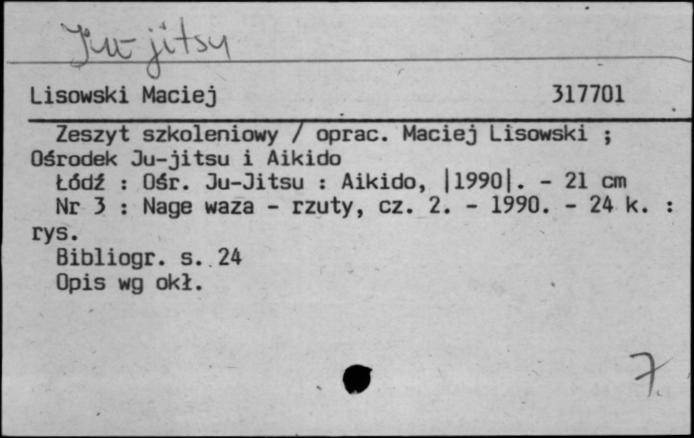 Ju-jitsu
Lisowski Maciej 317701
Zeszyt szkoleniowy / oprac. Maciej Lisowski ;
Ośrodek Ju-jitsu i Aikido
Łódź : Ośr. Ju-Jitsu : Aikido, |1990|. - 21 cm
Nr 3 : Nage waza - rzuty, cz. 2. - 1990. - 24 k. :
rys.
Bibliogr. s. 24
Opis wg okł.
7.